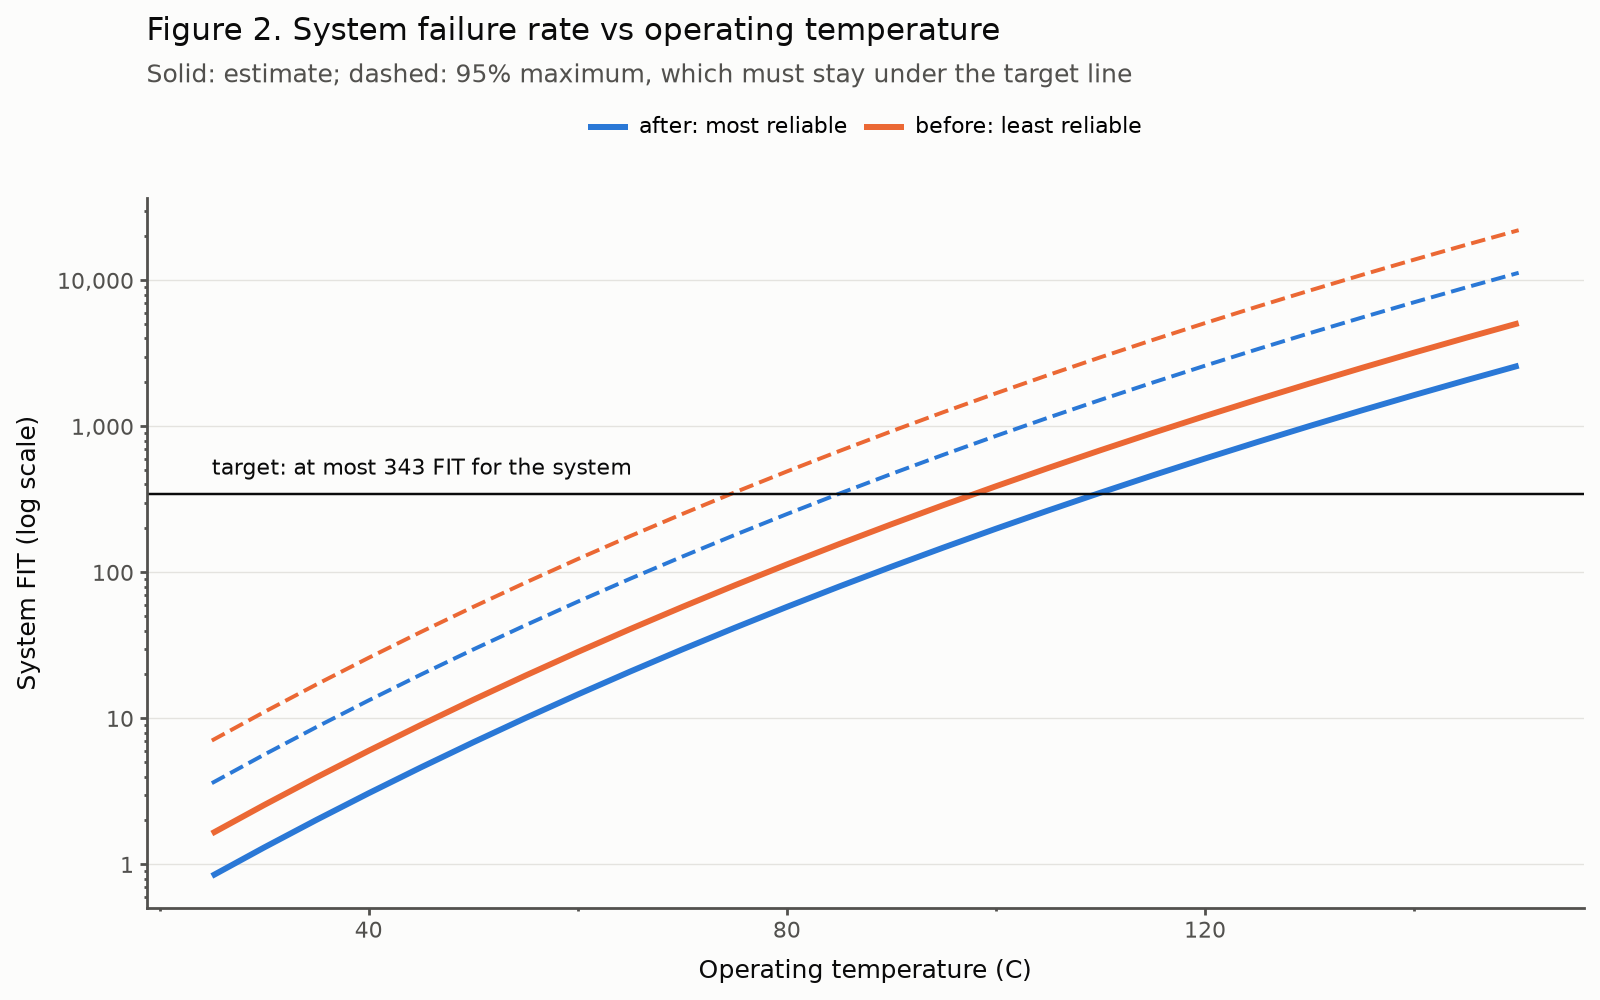 Figure 2. System failure rate vs operating temperature
Solid: estimate; dashed: 95% maximum, which must stay under the target line
after: most reliable before: least reliable
10,000
1,000
target: at most 343 FIT for the system
100
10
1
System FIT (log scale)
40 80 120
Operating temperature (C)